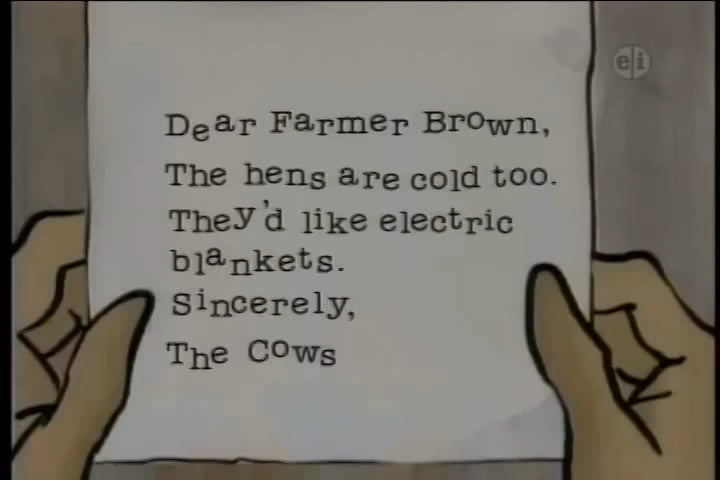 e/i
Dear Farmer Brown,
The hens are cold too.
They'd like electric
blankets.
Sincerely,
The Cows